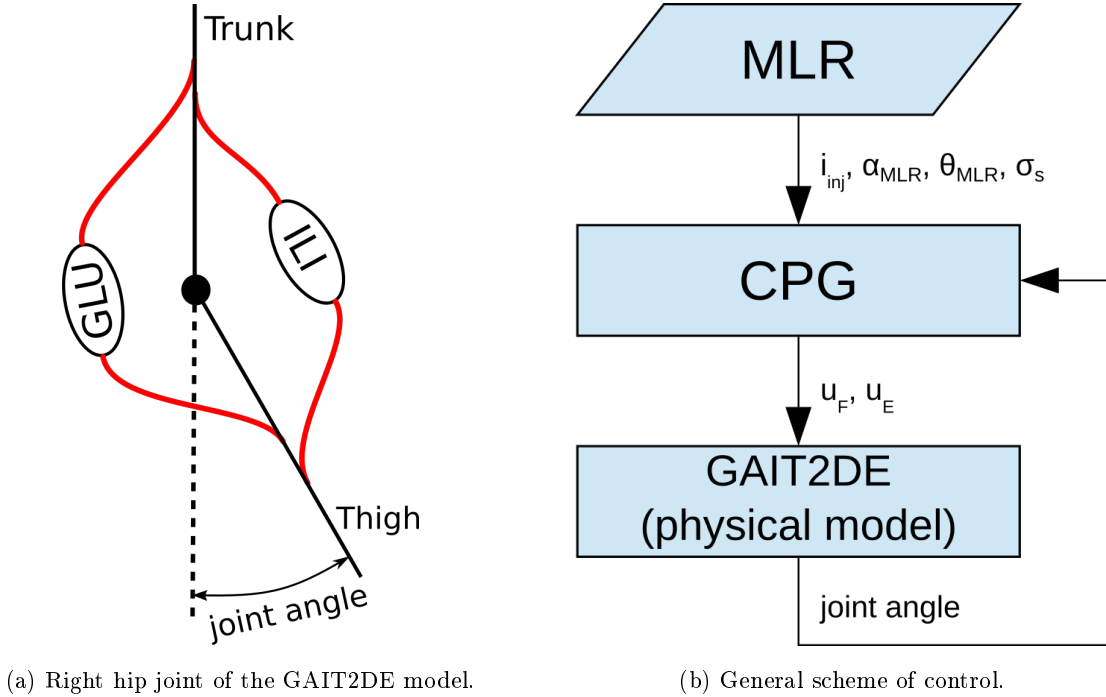 Trunk
ILI
GLU
Thigh
joint angle
(a) Right hip joint of the GAIT2DE model.
MLR
i_inj, α_MLR, θ_MLR, σ_s
CPG
u_F, u_E
GAIT2DE
(physical model)
joint angle
(b) General scheme of control.